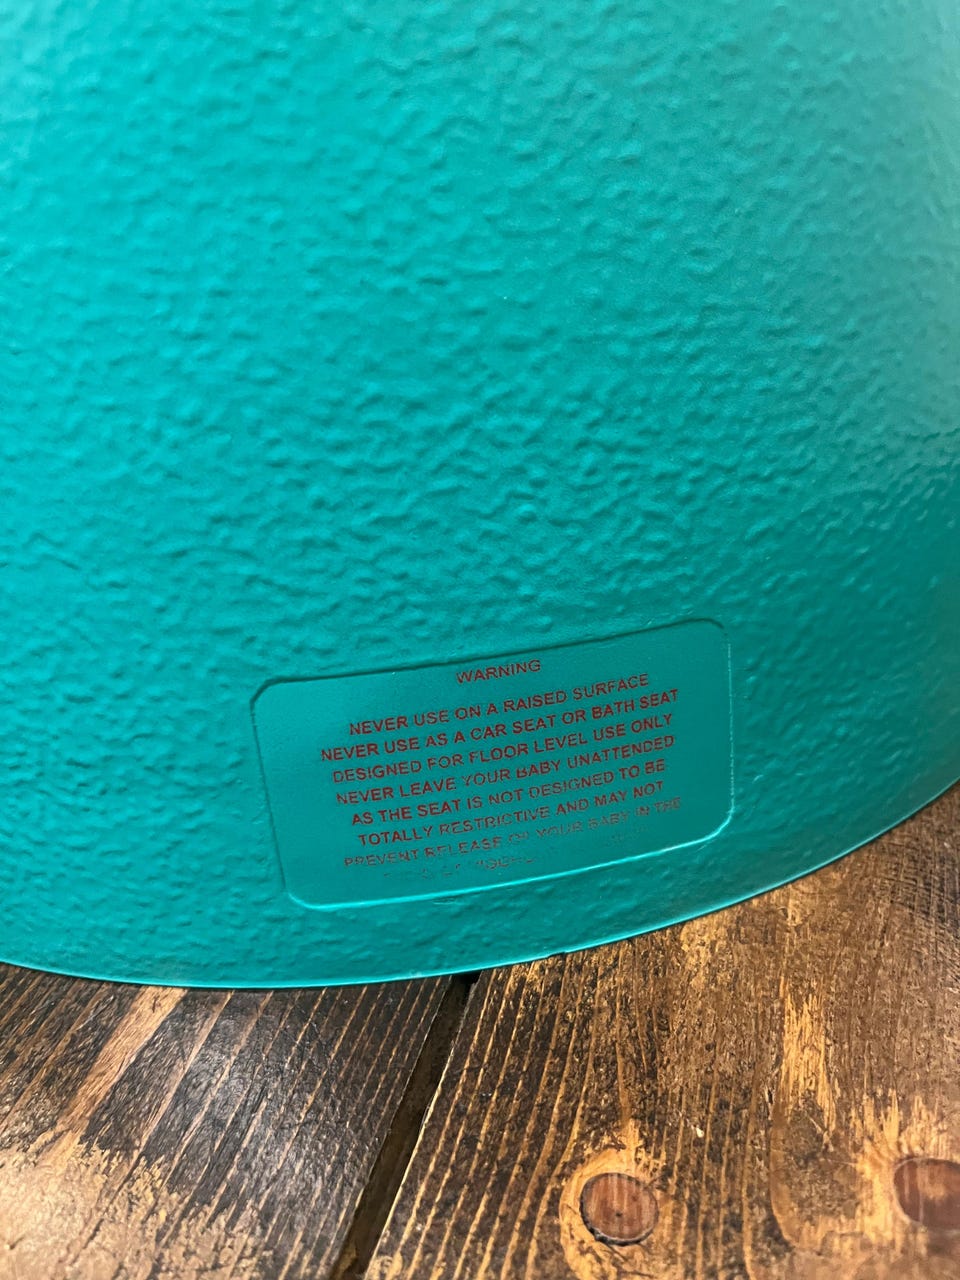 WARNING
NEVER USE ON A RAISED SURFACE
NEVER USE AS A CAR SEAT OR BATH SEAT
DESIGNED FOR FLOOR LEVEL USE ONLY
NEVER LEAVE YOUR BABY UNATTENDED
AS THE SEAT IS NOT DESIGNED TO BE
TOTALLY RESTRICTIVE AND MAY NOT
PREVENT RELEASE OF YOUR BABY IN THE